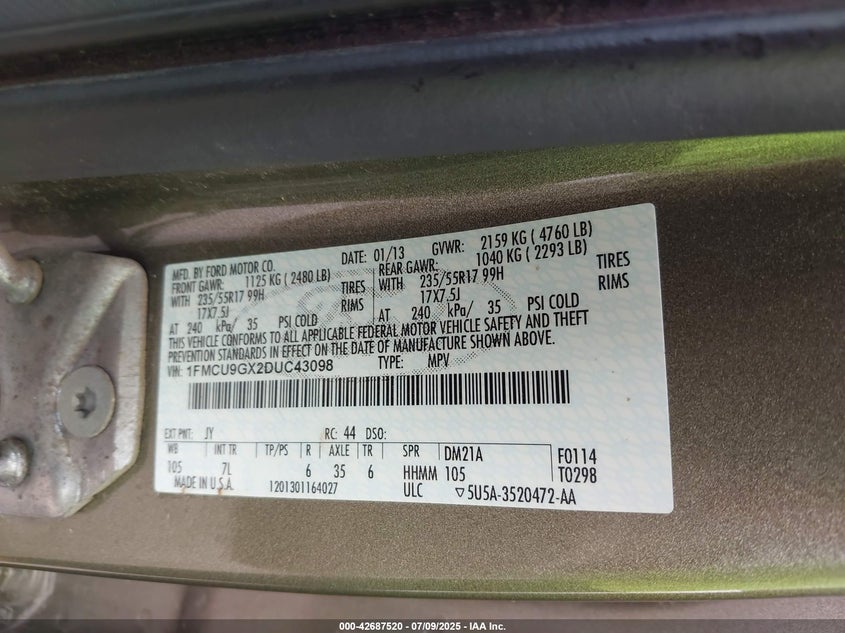 MFD. BY FORD MOTOR CO. DATE: 01/13 GVWR: 2159 KG ( 4760 LB)
FRONT GAWR: 1125 KG ( 2480 LB) REAR GAWR: 1040 KG ( 2293 LB)
WITH 235/55R17 99H TIRES WITH 235/55R17 99H TIRES
17X7.5J RIMS 17X7.5J RIMS
AT 240 kPa/ 35 PSI COLD AT 240 kPa/ 35 PSI COLD
THIS VEHICLE CONFORMS TO ALL APPLICABLE FEDERAL MOTOR VEHICLE SAFETY AND THEFT
PREVENTION STANDARDS IN EFFECT ON THE DATE OF MANUFACTURE SHOWN ABOVE.
VIN: 1FMCU9GX2DUC43098 TYPE: MPV
EXT PNT: JY RC: 44 DSO:
WB INT TR TP/PS R AXLE TR SPR DM21A F0114
105 7L 6 35 6 HHMM 105 T0298
MADE IN U.S.A. 1201301164027 ULC ▽5U5A-3520472-AA
000-42687520 | 07/09/2025 - IAA Inc.